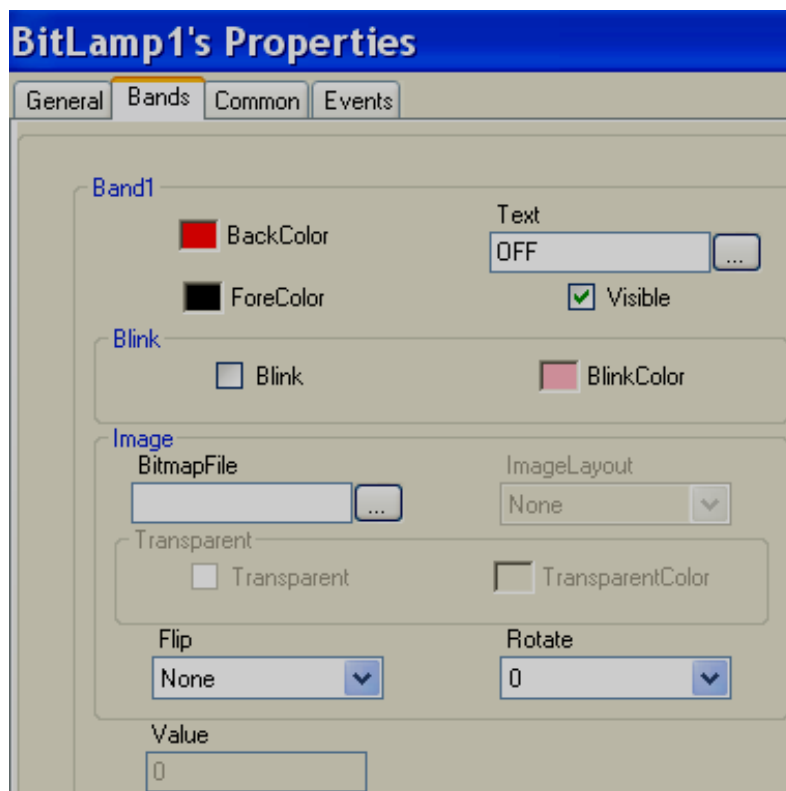 BitLamp1's Properties
General Bands Common Events
Band1
BackColor
Text
OFF
...
ForeColor
Visible
Blink
Blink
BlinkColor
Image
BitmapFile
...
ImageLayout
None
Transparent
Transparent
TransparentColor
Flip
None
Rotate
0
Value
0